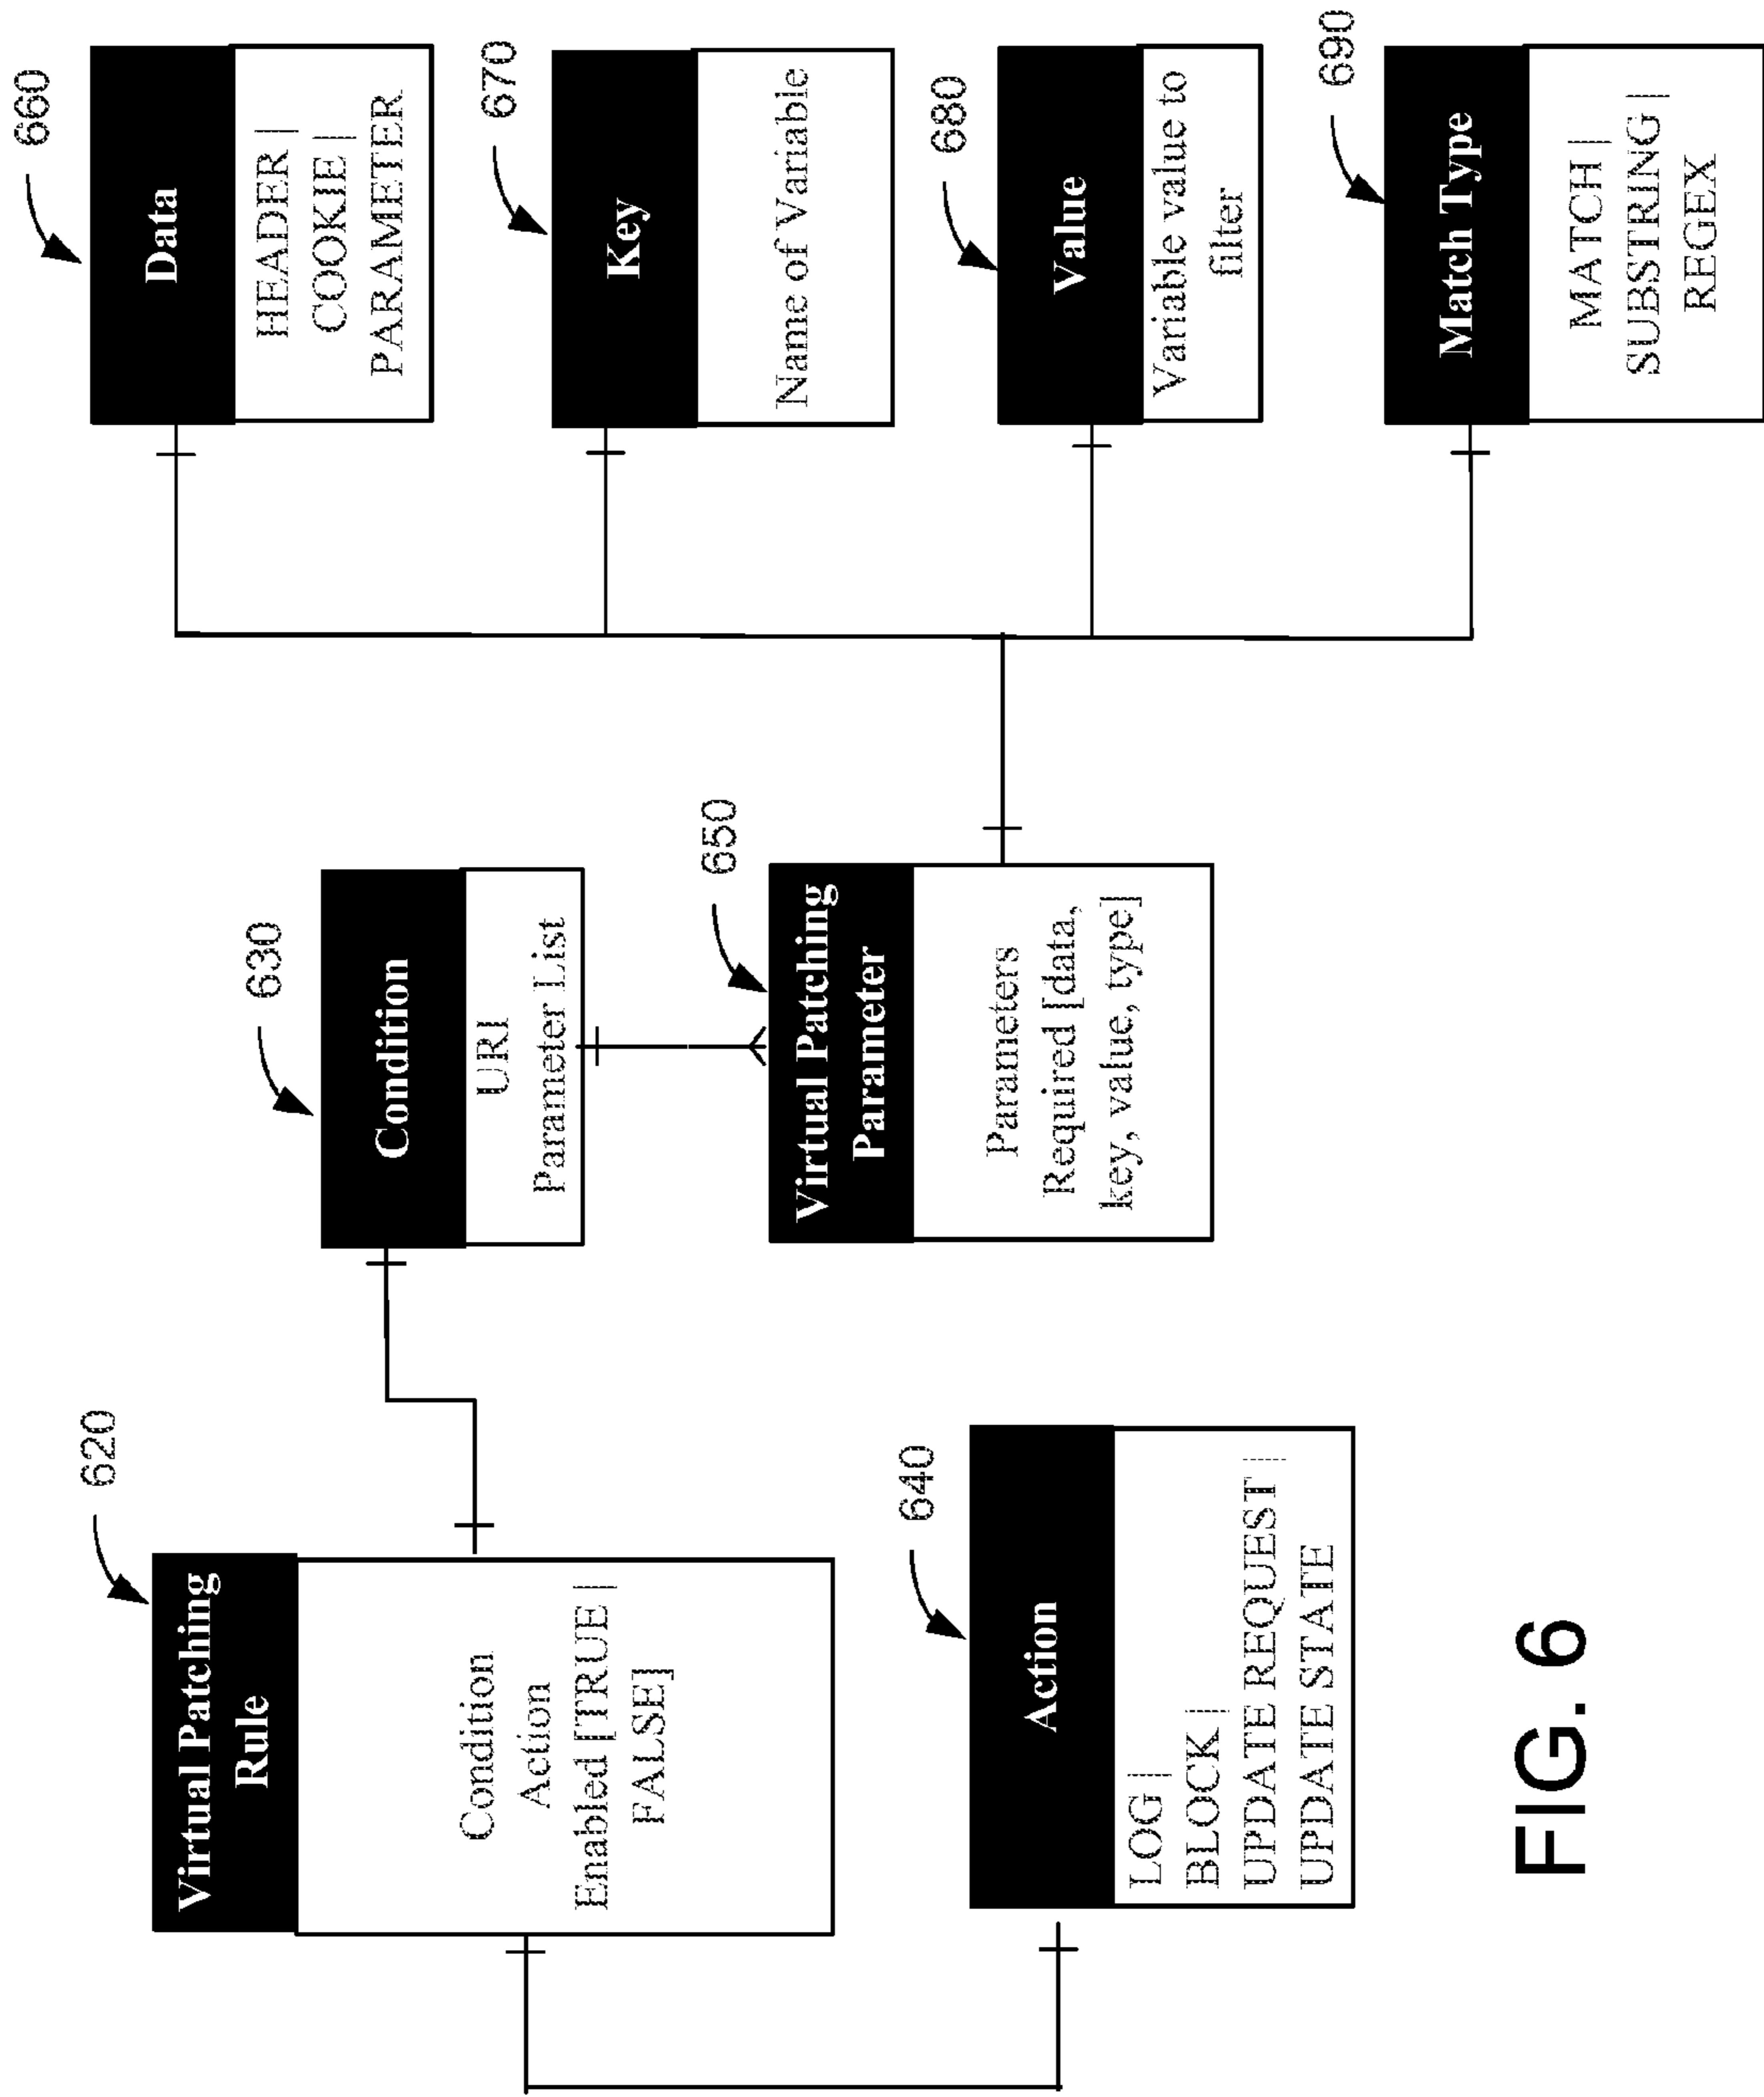 620
Virtual Patching
Rule
Condition
Action
Enabled [TRUE |
FALSE]
640
Action
LOG |
BLOCK |
UPDATE REQUEST |
UPDATE STATE
630
Condition
URI
Parameter List
650
Virtual Patching
Parameter
Parameters
Required [data,
key, value, type]
660
Data
HEADER |
COOKIE |
PARAMETER
670
Key
Name of Variable
680
Value
Variable value to
filter
690
Match Type
MATCH |
SUBSTRING |
REGEX
FIG. 6